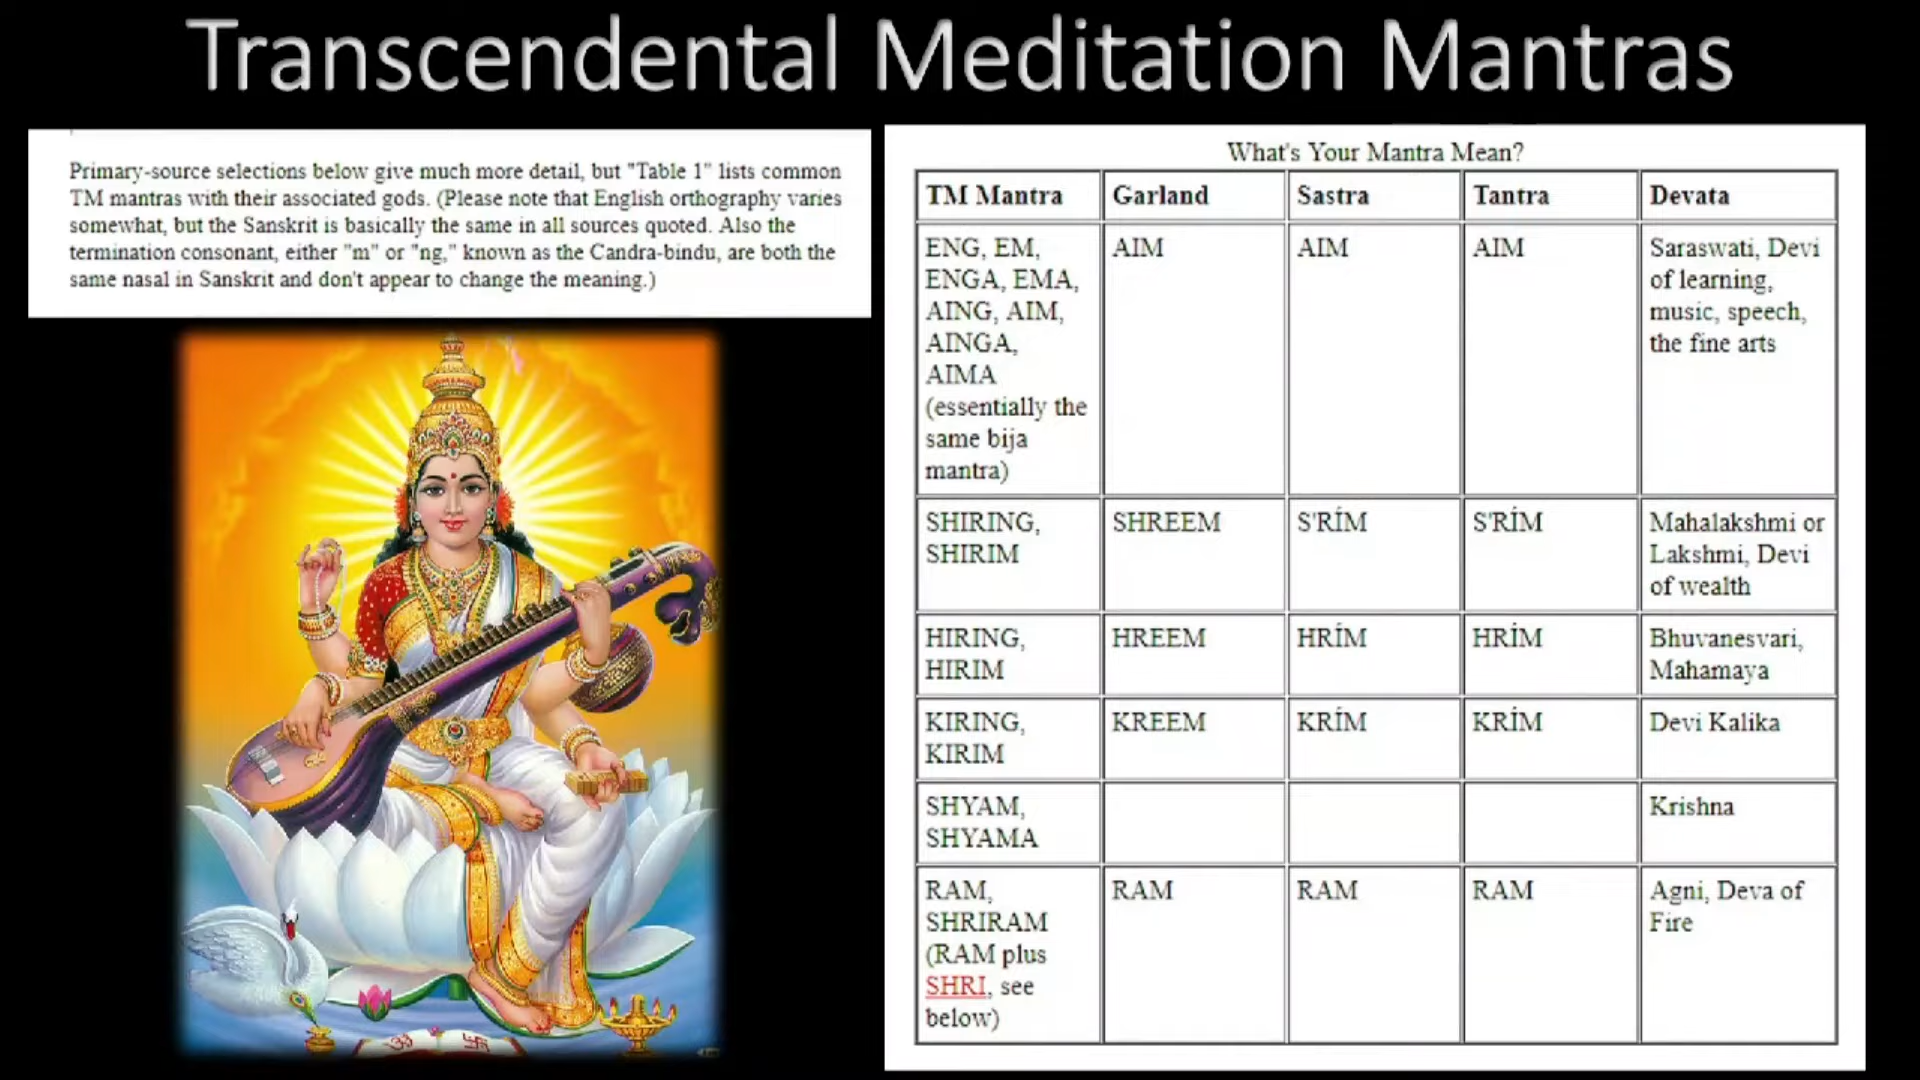 Transcendental Meditation Mantras
Primary-source selections below give much more detail, but "Table 1" lists common
TM mantras with their associated gods. (Please note that English orthography varies
somewhat, but the Sanskrit is basically the same in all sources quoted. Also the
termination consonant, either "m" or "ng," known as the Candra-bindu, are both the
same nasal in Sanskrit and don't appear to change the meaning.)
What's Your Mantra Mean?
TM Mantra Garland Sastra Tantra Devata
ENG, EM, AIM AIM AIM Saraswati, Devi
ENGA, EMA, of learning,
AING, AIM, music, speech,
AINGA, the fine arts
AIMA
(essentially the
same bija
mantra)
SHIRING, SHREEM S'RÍM S'RÍM Mahalakshmi or
SHIRIM Lakshmi, Devi
of wealth
HIRING, HREEM HRÍM HRÍM Bhuvanesvari,
HIRIM Mahamaya
KIRING, KREEM KRÍM KRÍM Devi Kalika
KIRIM
SHYAM, Krishna
SHYAMA
RAM, RAM RAM RAM Agni, Deva of
SHRIRAM Fire
(RAM plus
SHRI, see
below)